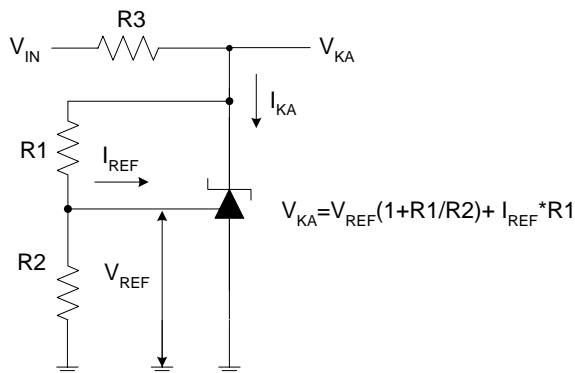 R3
V_IN
V_KA
I_KA
R1
I_REF
V_KA=V_REF(1+R1/R2)+ I_REF*R1
R2
V_REF